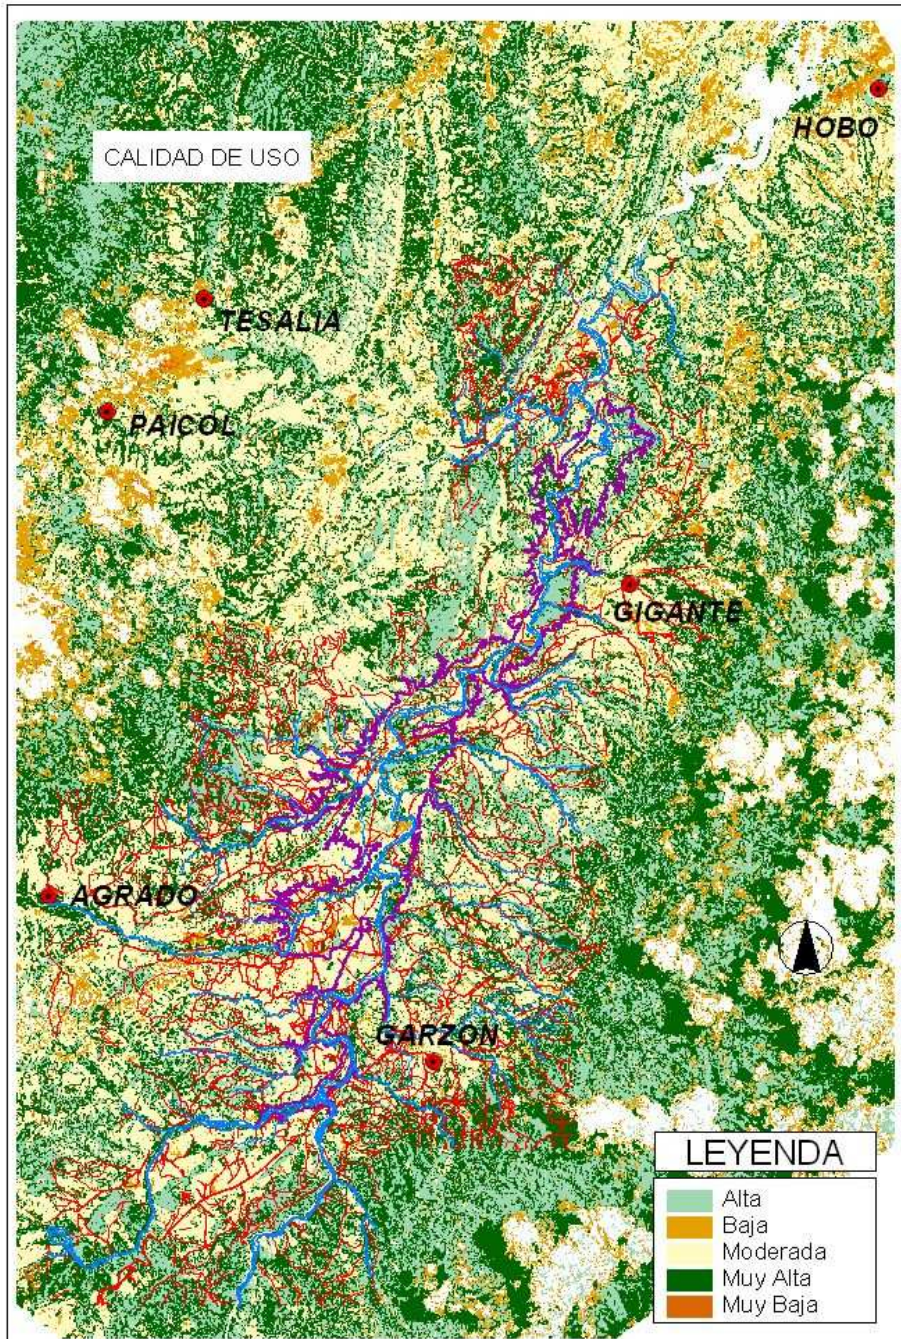 HOBO
CALIDAD DE USO
TESALIA
PAICOL
GIGANTE
AGRADO
GARZON
LEYENDA
Alta
Baja
Moderada
Muy Alta
Muy Baja